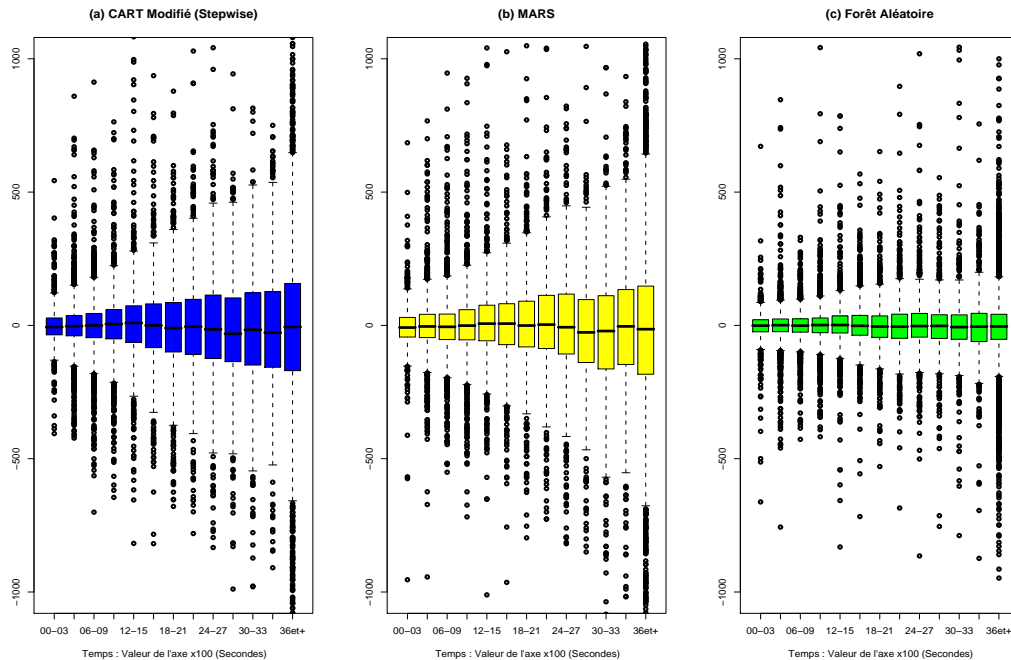 (a) CART Modifié (Stepwise)
1000
500
0
−500
−1000
00−03 06−09 12−15 18−21 24−27 30−33 36et+
Temps : Valeur de l'axe x100 (Secondes)
(b) MARS
1000
500
0
−500
−1000
00−03 06−09 12−15 18−21 24−27 30−33 36et+
Temps : Valeur de l'axe x100 (Secondes)
(c) Forêt Aléatoire
1000
500
0
−500
−1000
00−03 06−09 12−15 18−21 24−27 30−33 36et+
Temps : Valeur de l'axe x100 (Secondes)